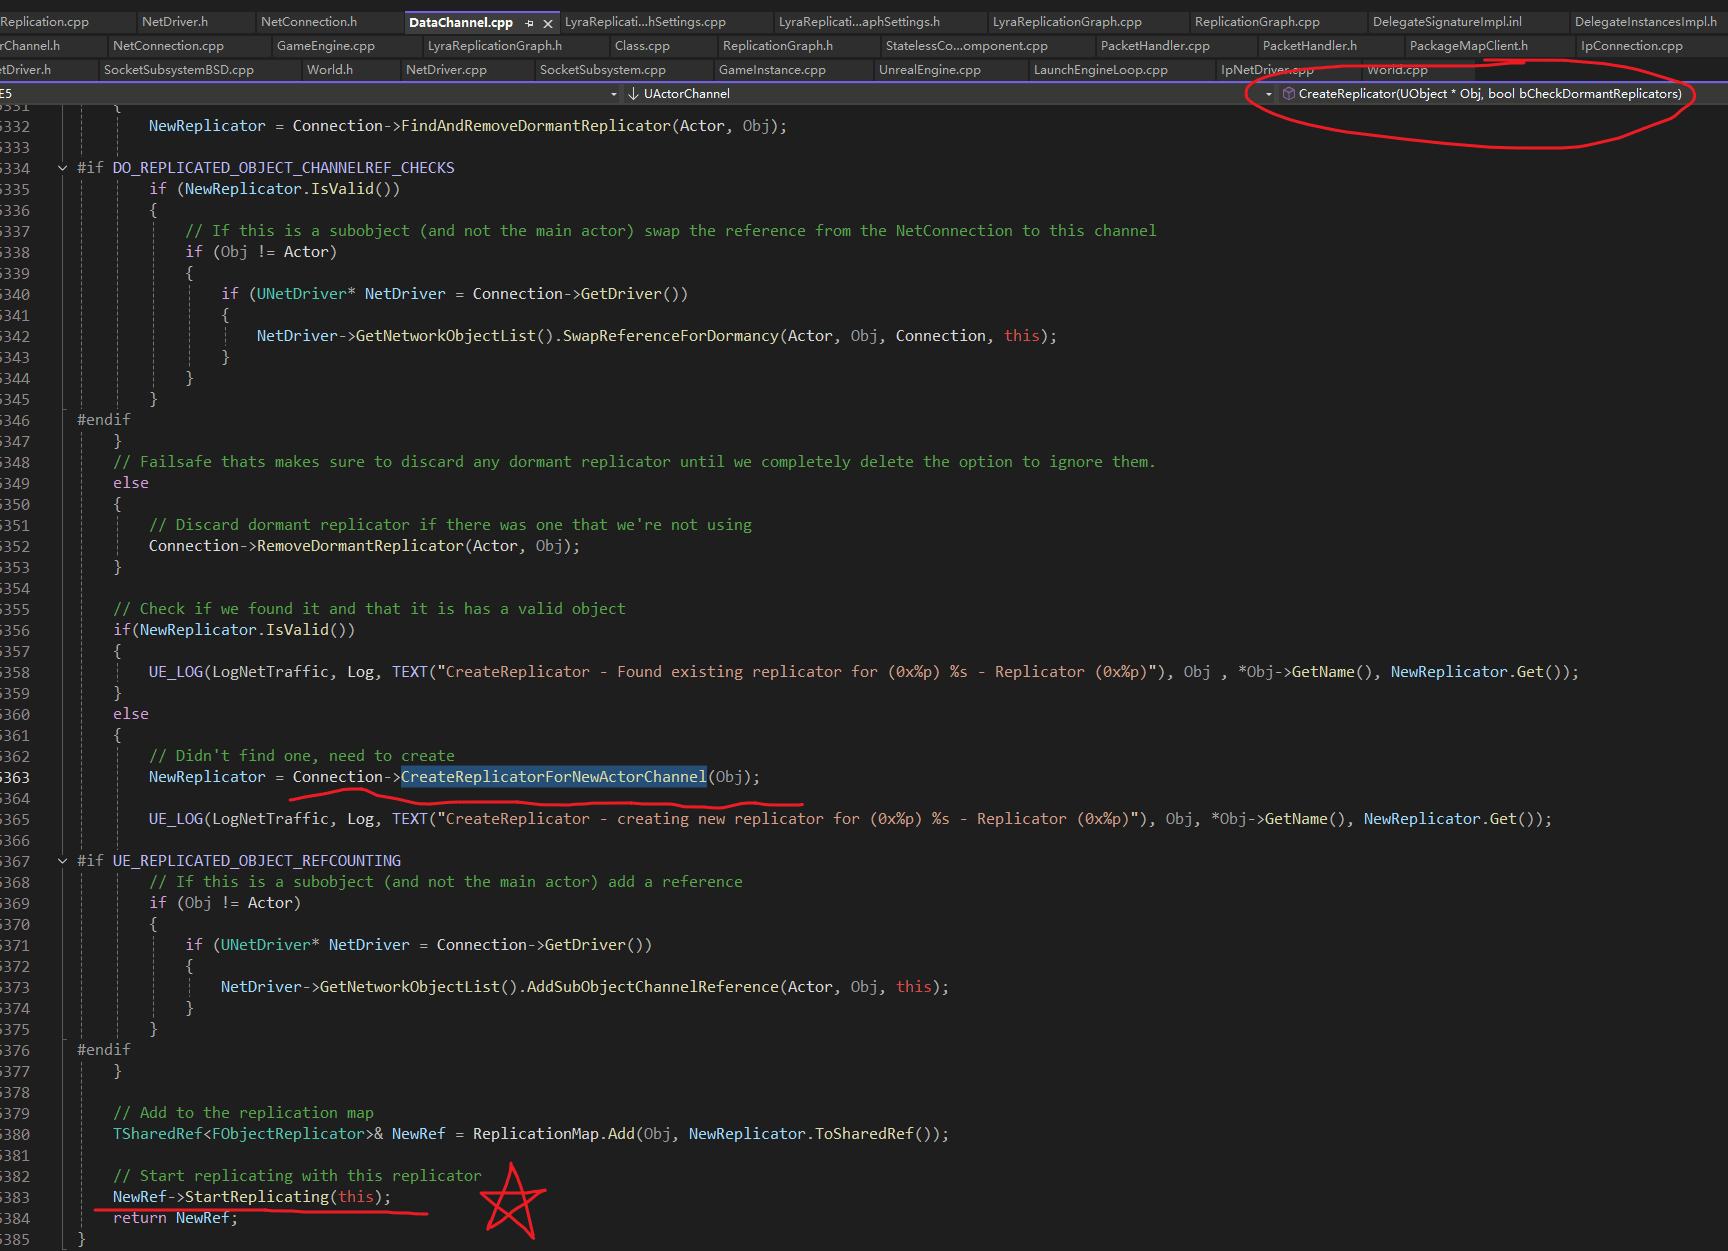 Replication.cpp NetDriver.h NetConnection.h DataChannel.cpp LyraReplicati...hSettings.cpp LyraReplicati...aphSettings.h LyraReplicationGraph.cpp ReplicationGraph.cpp DelegateSignatureImpl.inl DelegateInstancesImpl.h
rChannel.h NetConnection.cpp GameEngine.cpp LyraReplicationGraph.h Class.cpp ReplicationGraph.h StatelessCo...omponent.cpp PacketHandler.cpp PacketHandler.h PackageMapClient.h IpConnection.cpp
etDriver.h SocketSubsystemBSD.cpp World.h NetDriver.cpp SocketSubsystem.cpp GameInstance.cpp UnrealEngine.cpp LaunchEngineLoop.cpp IpNetDriver.cpp World.cpp
E5 UActorChannel CreateReplicator(UObject * Obj, bool bCheckDormantReplicators)
5331 {
5332 NewReplicator = Connection->FindAndRemoveDormantReplicator(Actor, Obj);
5333
5334 #if DO_REPLICATED_OBJECT_CHANNELREF_CHECKS
5335 if (NewReplicator.IsValid())
5336 {
5337 // If this is a subobject (and not the main actor) swap the reference from the NetConnection to this channel
5338 if (Obj != Actor)
5339 {
5340 if (UNetDriver* NetDriver = Connection->GetDriver())
5341 {
5342 NetDriver->GetNetworkObjectList().SwapReferenceForDormancy(Actor, Obj, Connection, this);
5343 }
5344 }
5345 }
5346 #endif
5347 }
5348 // Failsafe thats makes sure to discard any dormant replicator until we completely delete the option to ignore them.
5349 else
5350 {
5351 // Discard dormant replicator if there was one that we're not using
5352 Connection->RemoveDormantReplicator(Actor, Obj);
5353 }
5354
5355 // Check if we found it and that it is has a valid object
5356 if(NewReplicator.IsValid())
5357 {
5358 UE_LOG(LogNetTraffic, Log, TEXT("CreateReplicator - Found existing replicator for (0x%p) %s - Replicator (0x%p)"), Obj , *Obj->GetName(), NewReplicator.Get());
5359 }
5360 else
5361 {
5362 // Didn't find one, need to create
5363 NewReplicator = Connection->CreateReplicatorForNewActorChannel(Obj);
5364
5365 UE_LOG(LogNetTraffic, Log, TEXT("CreateReplicator - creating new replicator for (0x%p) %s - Replicator (0x%p)"), Obj, *Obj->GetName(), NewReplicator.Get());
5366
5367 #if UE_REPLICATED_OBJECT_REFCOUNTING
5368 // If this is a subobject (and not the main actor) add a reference
5369 if (Obj != Actor)
5370 {
5371 if (UNetDriver* NetDriver = Connection->GetDriver())
5372 {
5373 NetDriver->GetNetworkObjectList().AddSubObjectChannelReference(Actor, Obj, this);
5374 }
5375 }
5376 #endif
5377 }
5378
5379 // Add to the replication map
5380 TSharedRef<FObjectReplicator>& NewRef = ReplicationMap.Add(Obj, NewReplicator.ToSharedRef());
5381
5382 // Start replicating with this replicator
5383 NewRef->StartReplicating(this);
5384 return NewRef;
5385 }